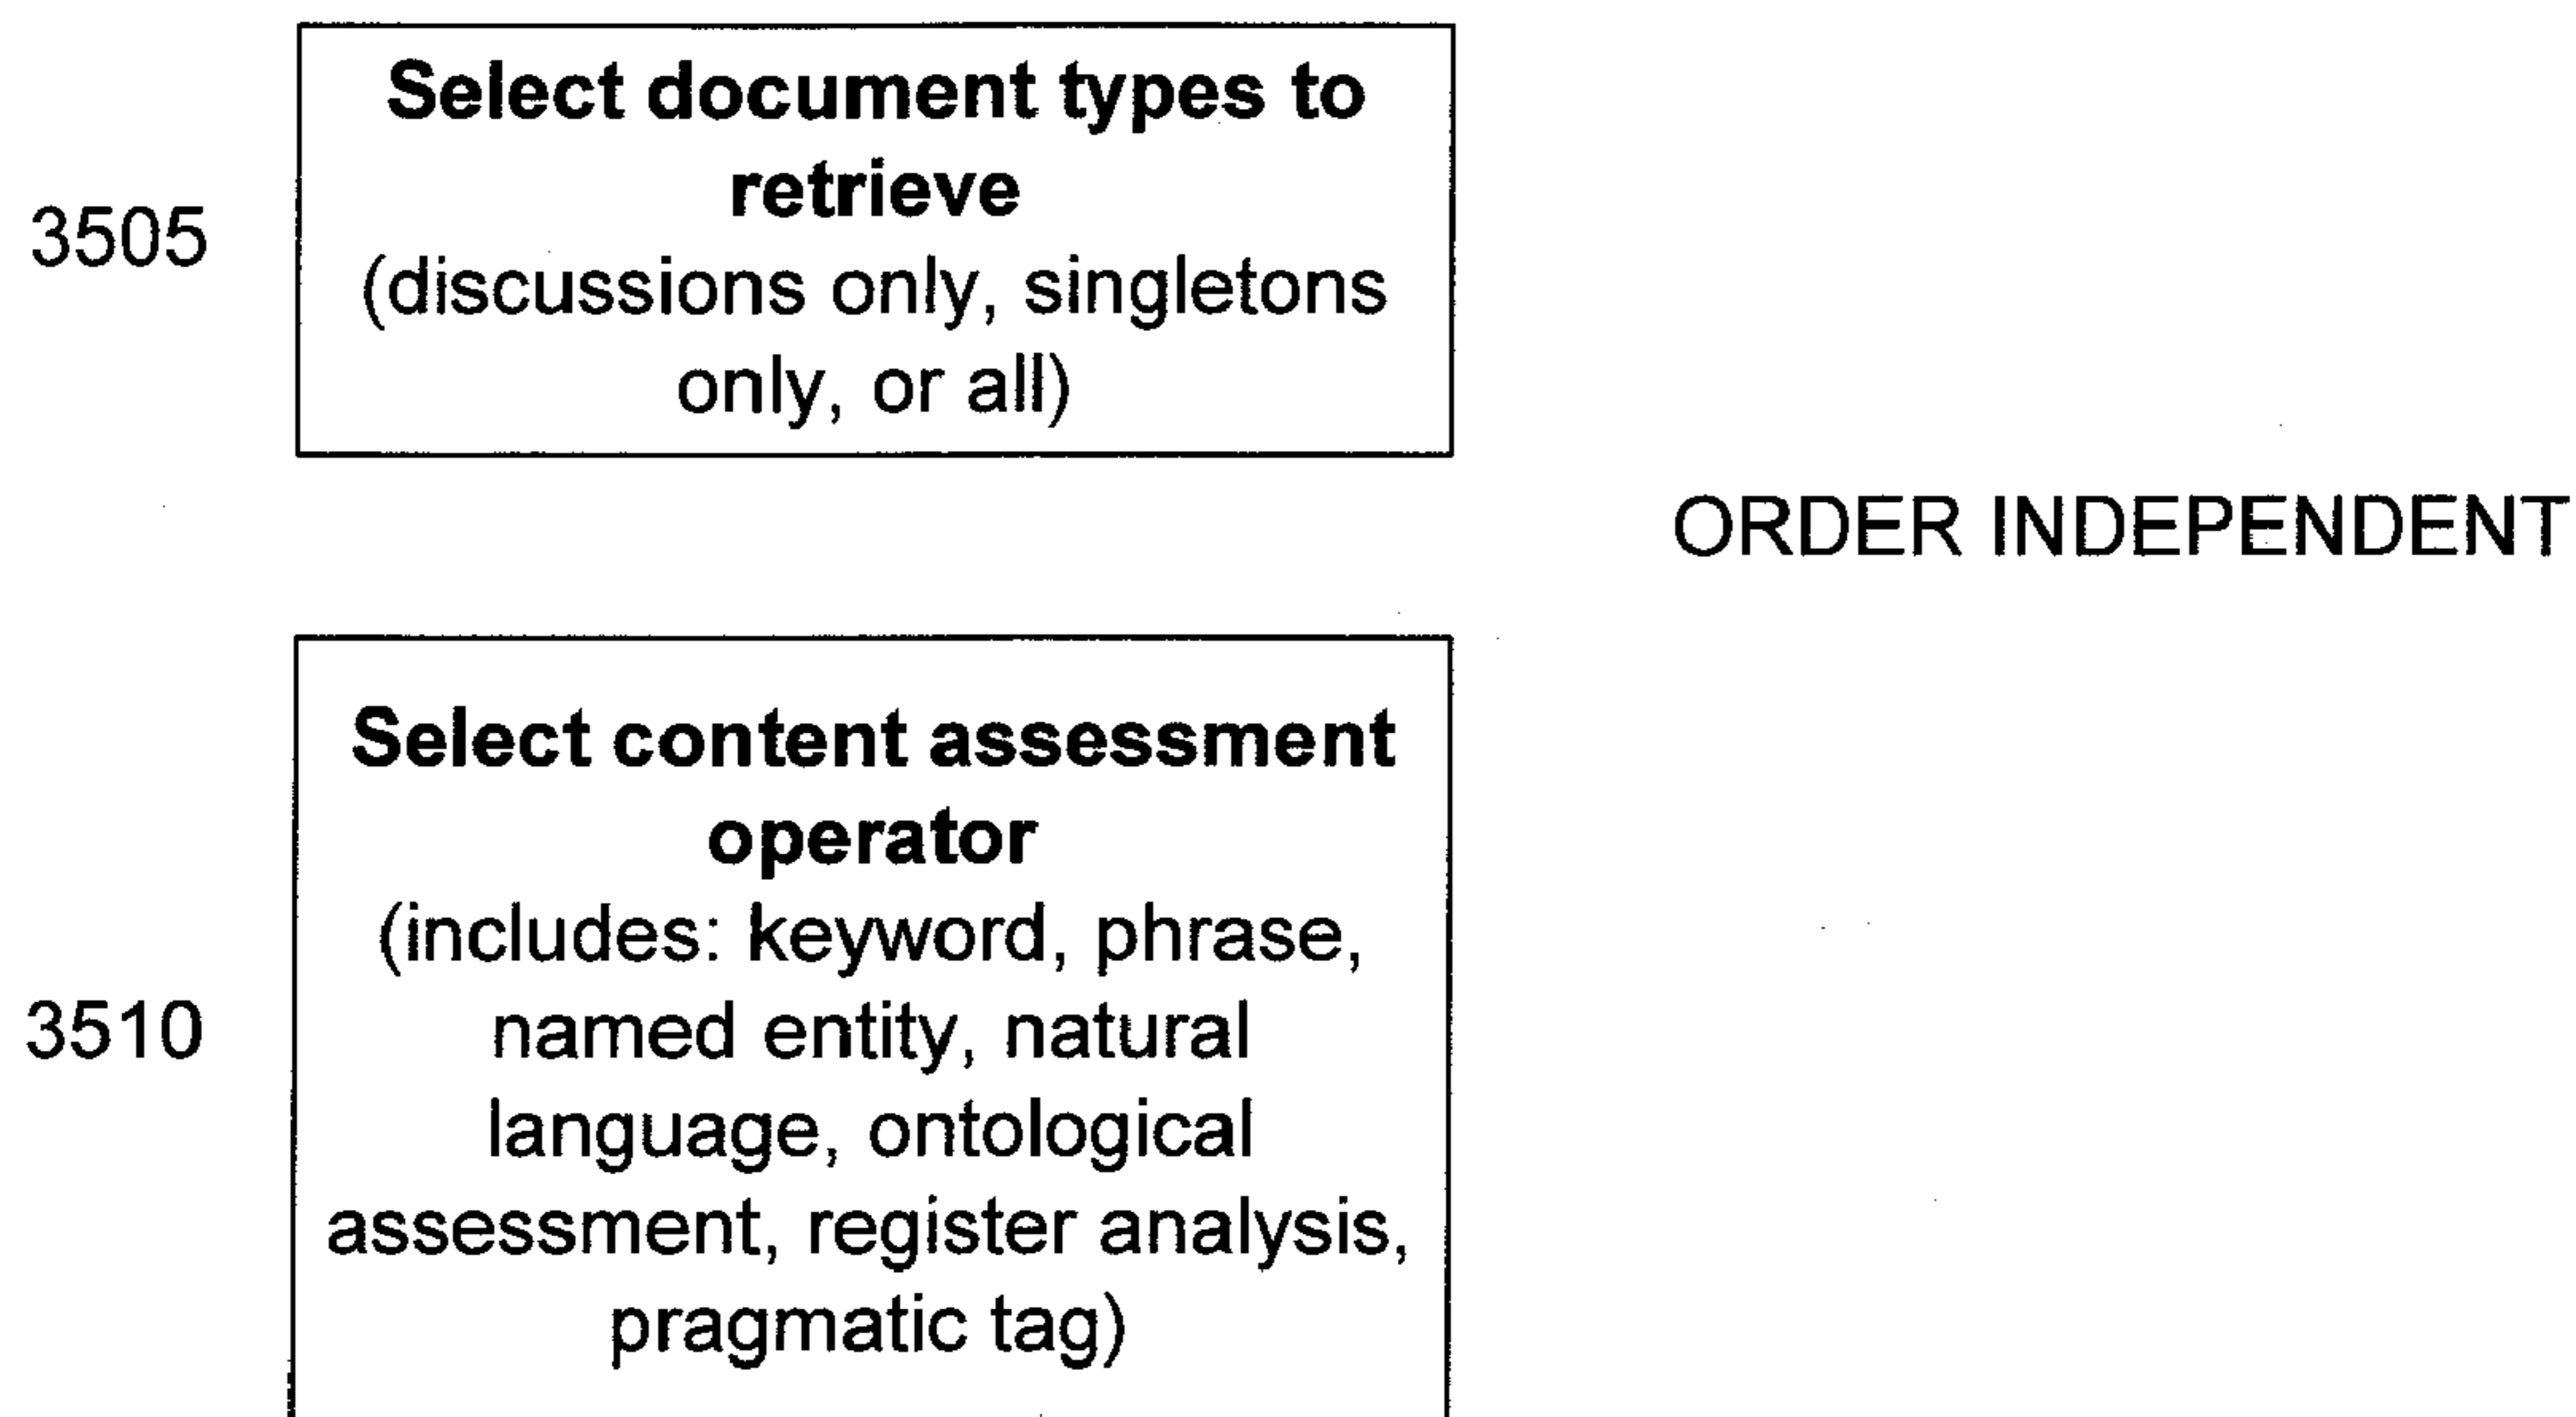 Select document types to
retrieve
3505
(discussions only, singletons
only, or all)
ORDER INDEPENDENT
Select content assessment
operator
(includes: keyword, phrase,
3510
named entity, natural
language, ontological
assessment, register analysis,
pragmatic tag)